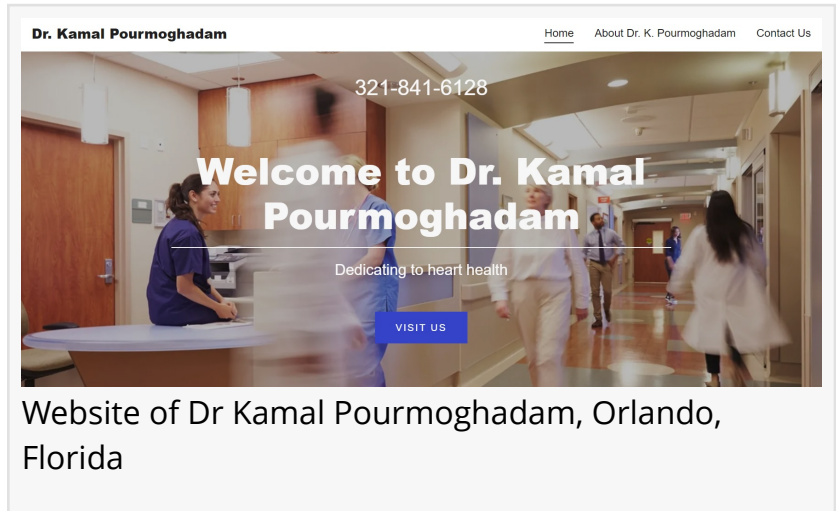 Dr. Kamal Pourmoghadam
Home About Dr. K. Pourmoghadam Contact Us
321-841-6128
Welcome to Dr. Kamal
Pourmoghadam
Dedicating to heart health
VISIT US
Website of Dr Kamal Pourmoghadam, Orlando,
Florida